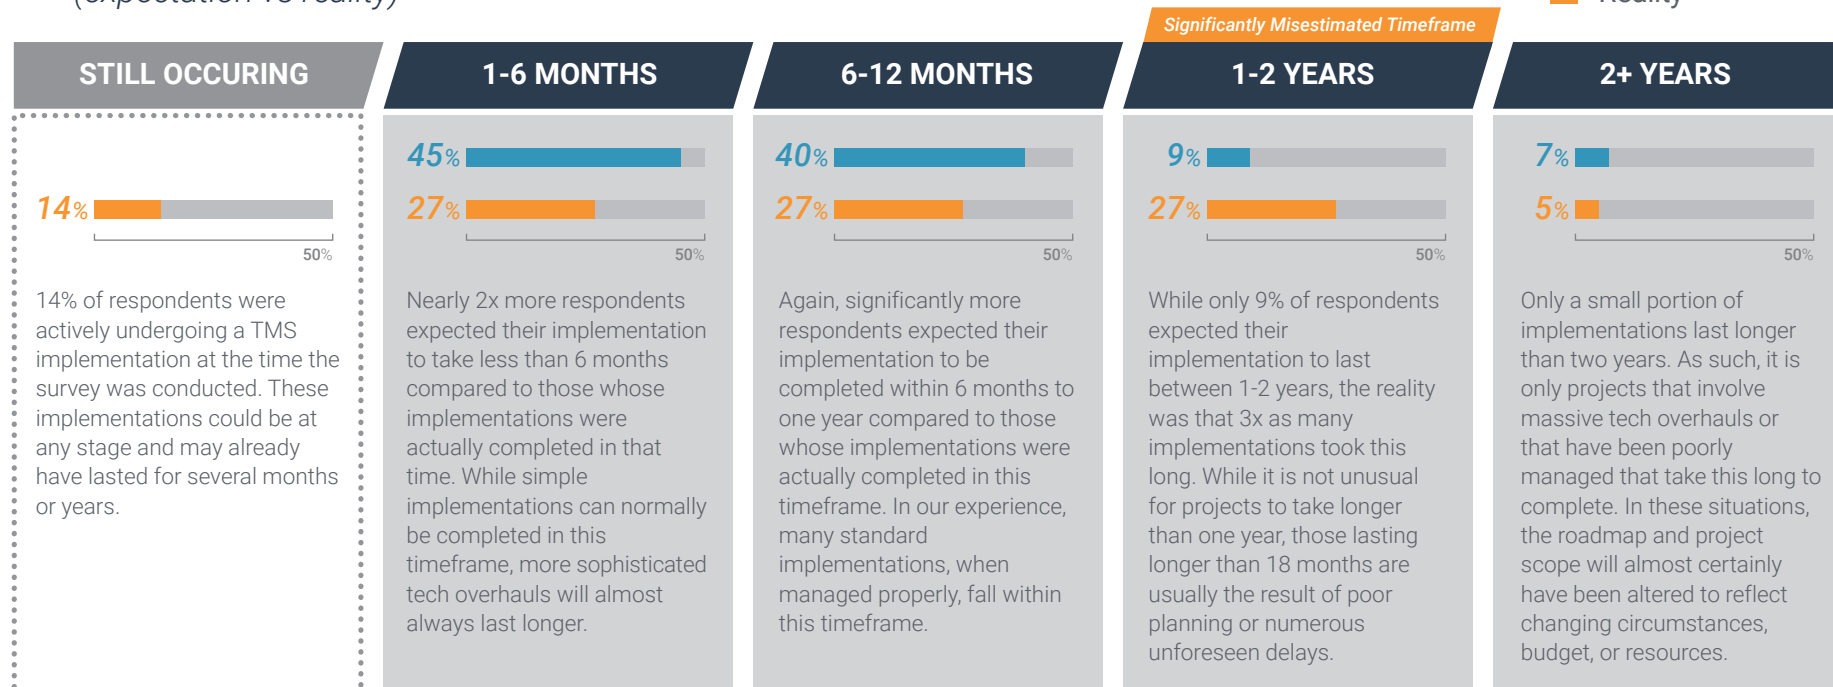 (expectation vs reality)
Reality
Significantly Misestimated Timeframe
STILL OCCURING
14%
50%
14% of respondents were
actively undergoing a TMS
implementation at the time the
survey was conducted. These
implementations could be at
any stage and may already
have lasted for several months
or years.
1-6 MONTHS
45%
27%
50%
Nearly 2x more respondents
expected their implementation
to take less than 6 months
compared to those whose
implementations were
actually completed in that
time. While simple
implementations can normally
be completed in this
timeframe, more sophisticated
tech overhauls will almost
always last longer.
6-12 MONTHS
40%
27%
50%
Again, significantly more
respondents expected their
implementation to be
completed within 6 months to
one year compared to those
whose implementations were
actually completed in this
timeframe. In our experience,
many standard
implementations, when
managed properly, fall within
this timeframe.
1-2 YEARS
9%
27%
50%
While only 9% of respondents
expected their
implementation to last
between 1-2 years, the reality
was that 3x as many
implementations took this
long. While it is not unusual
for projects to take longer
than one year, those lasting
longer than 18 months are
usually the result of poor
planning or numerous
unforeseen delays.
2+ YEARS
7%
5%
50%
Only a small portion of
implementations last longer
than two years. As such, it is
only projects that involve
massive tech overhauls or
that have been poorly
managed that take this long to
complete. In these situations,
the roadmap and project
scope will almost certainly
have been altered to reflect
changing circumstances,
budget, or resources.